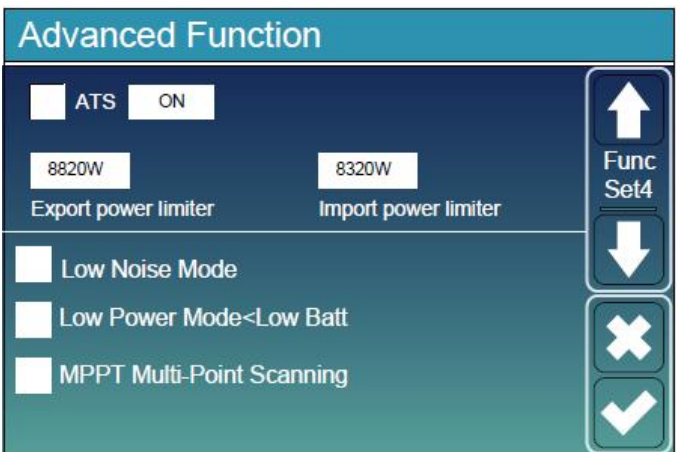 Advanced Function
ATS ON
8820W 8320W
Export power limiter Import power limiter
Func
Set4
Low Noise Mode
Low Power Mode<Low Batt
MPPT Multi-Point Scanning